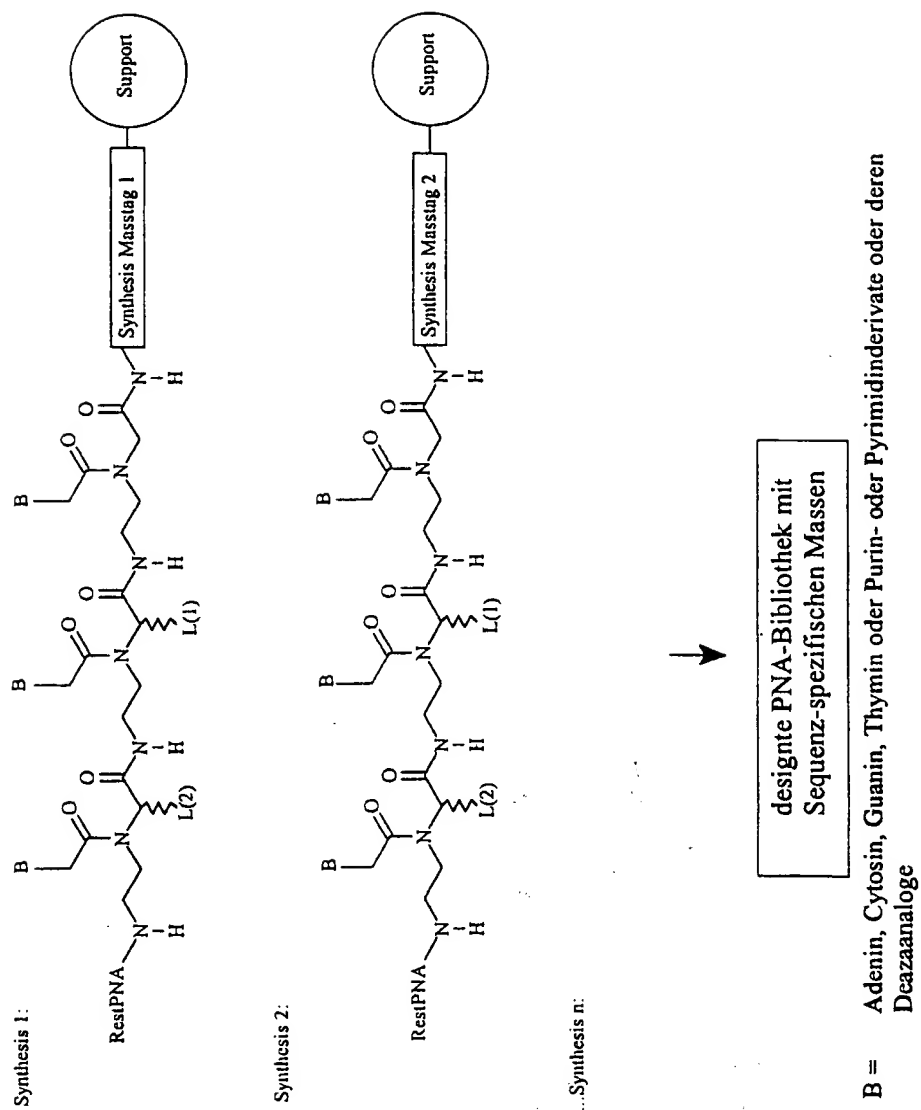 Synthesis 1:
B B B
O O O
O O O
RestPNA N N N N N N N Synthesis Masstag 1 Support
H H H H
L(2) L(1)
Synthesis 2:
B B B
O O O
O O O
RestPNA N N N N N N N Synthesis Masstag 2 Support
H H H H
L(2) L(1)
...Synthesis n:
designte PNA-Bibliothek mit
Sequenz-spezifischen Massen
B = Adenin, Cytosin, Guanin, Thymin oder Purin- oder Pyrimidinderivate oder deren
Deazaanaloge